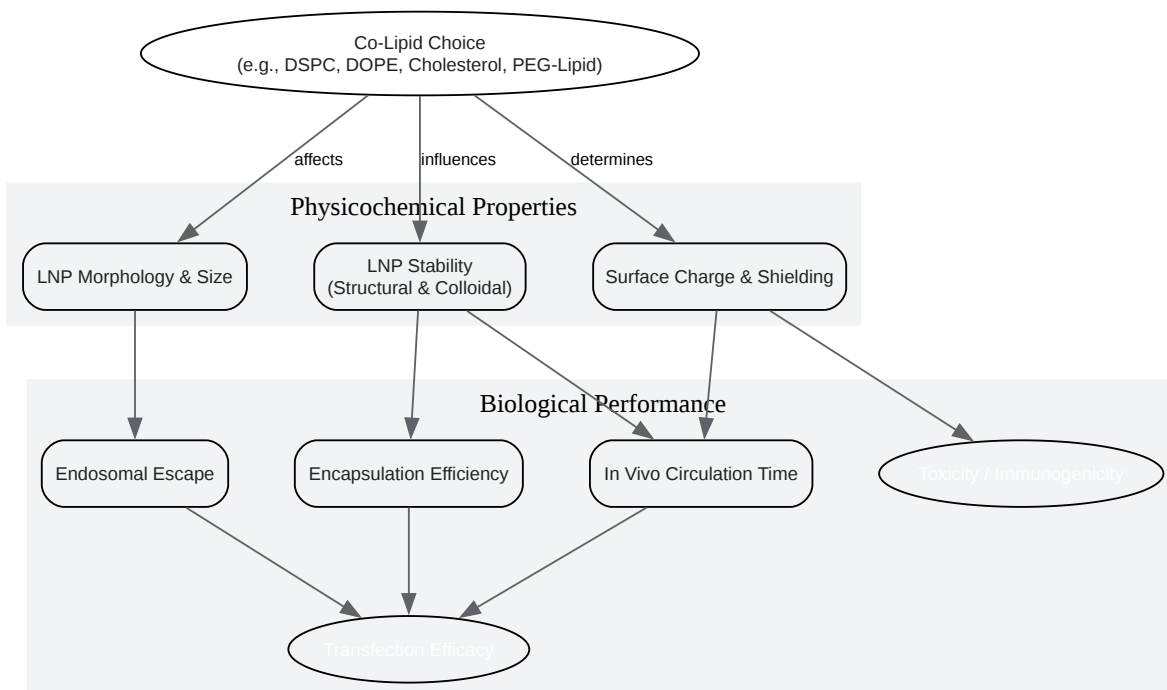 Co-Lipid Choice
(e.g., DSPC, DOPE, Cholesterol, PEG-Lipid)
affects
influences
determines
Physicochemical Properties
LNP Morphology & Size
LNP Stability
(Structural & Colloidal)
Surface Charge & Shielding
Biological Performance
Endosomal Escape
Encapsulation Efficiency
In Vivo Circulation Time
Toxicity / Immunogenicity
Transfection Efficacy